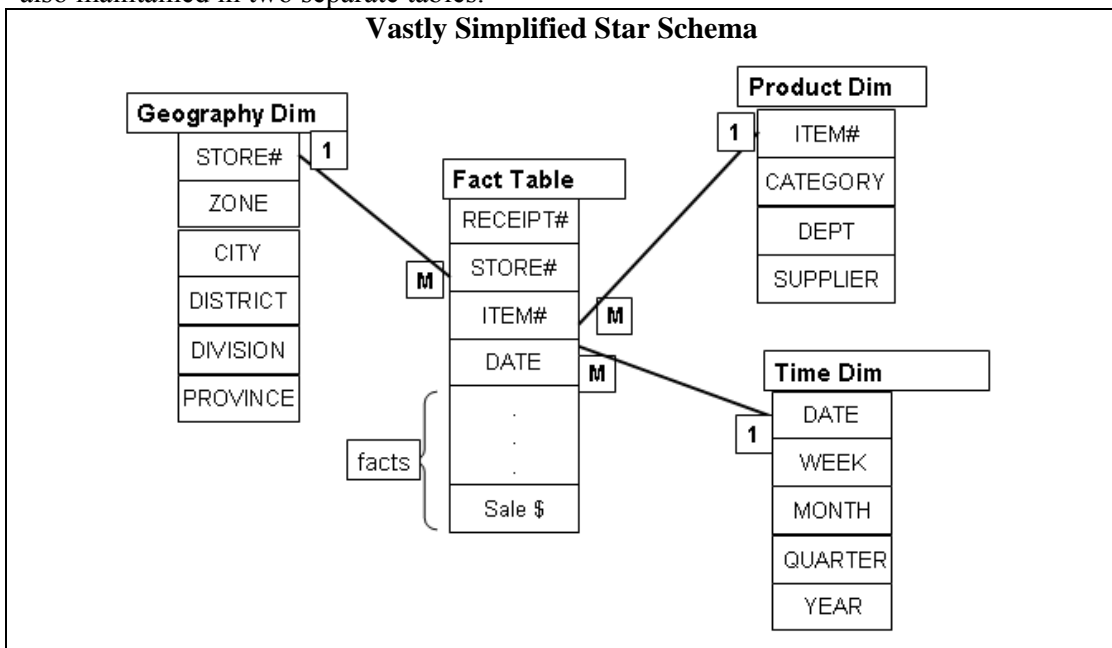 also maintained in two separate tables.
Vastly Simplified Star Schema
Geography Dim
STORE#
ZONE
CITY
DISTRICT
DIVISION
PROVINCE
1
M
Fact Table
RECEIPT#
STORE#
ITEM#
DATE
.
.
.
Sale $
facts
M
M
Product Dim
1
ITEM#
CATEGORY
DEPT
SUPPLIER
Time Dim
1
DATE
WEEK
MONTH
QUARTER
YEAR